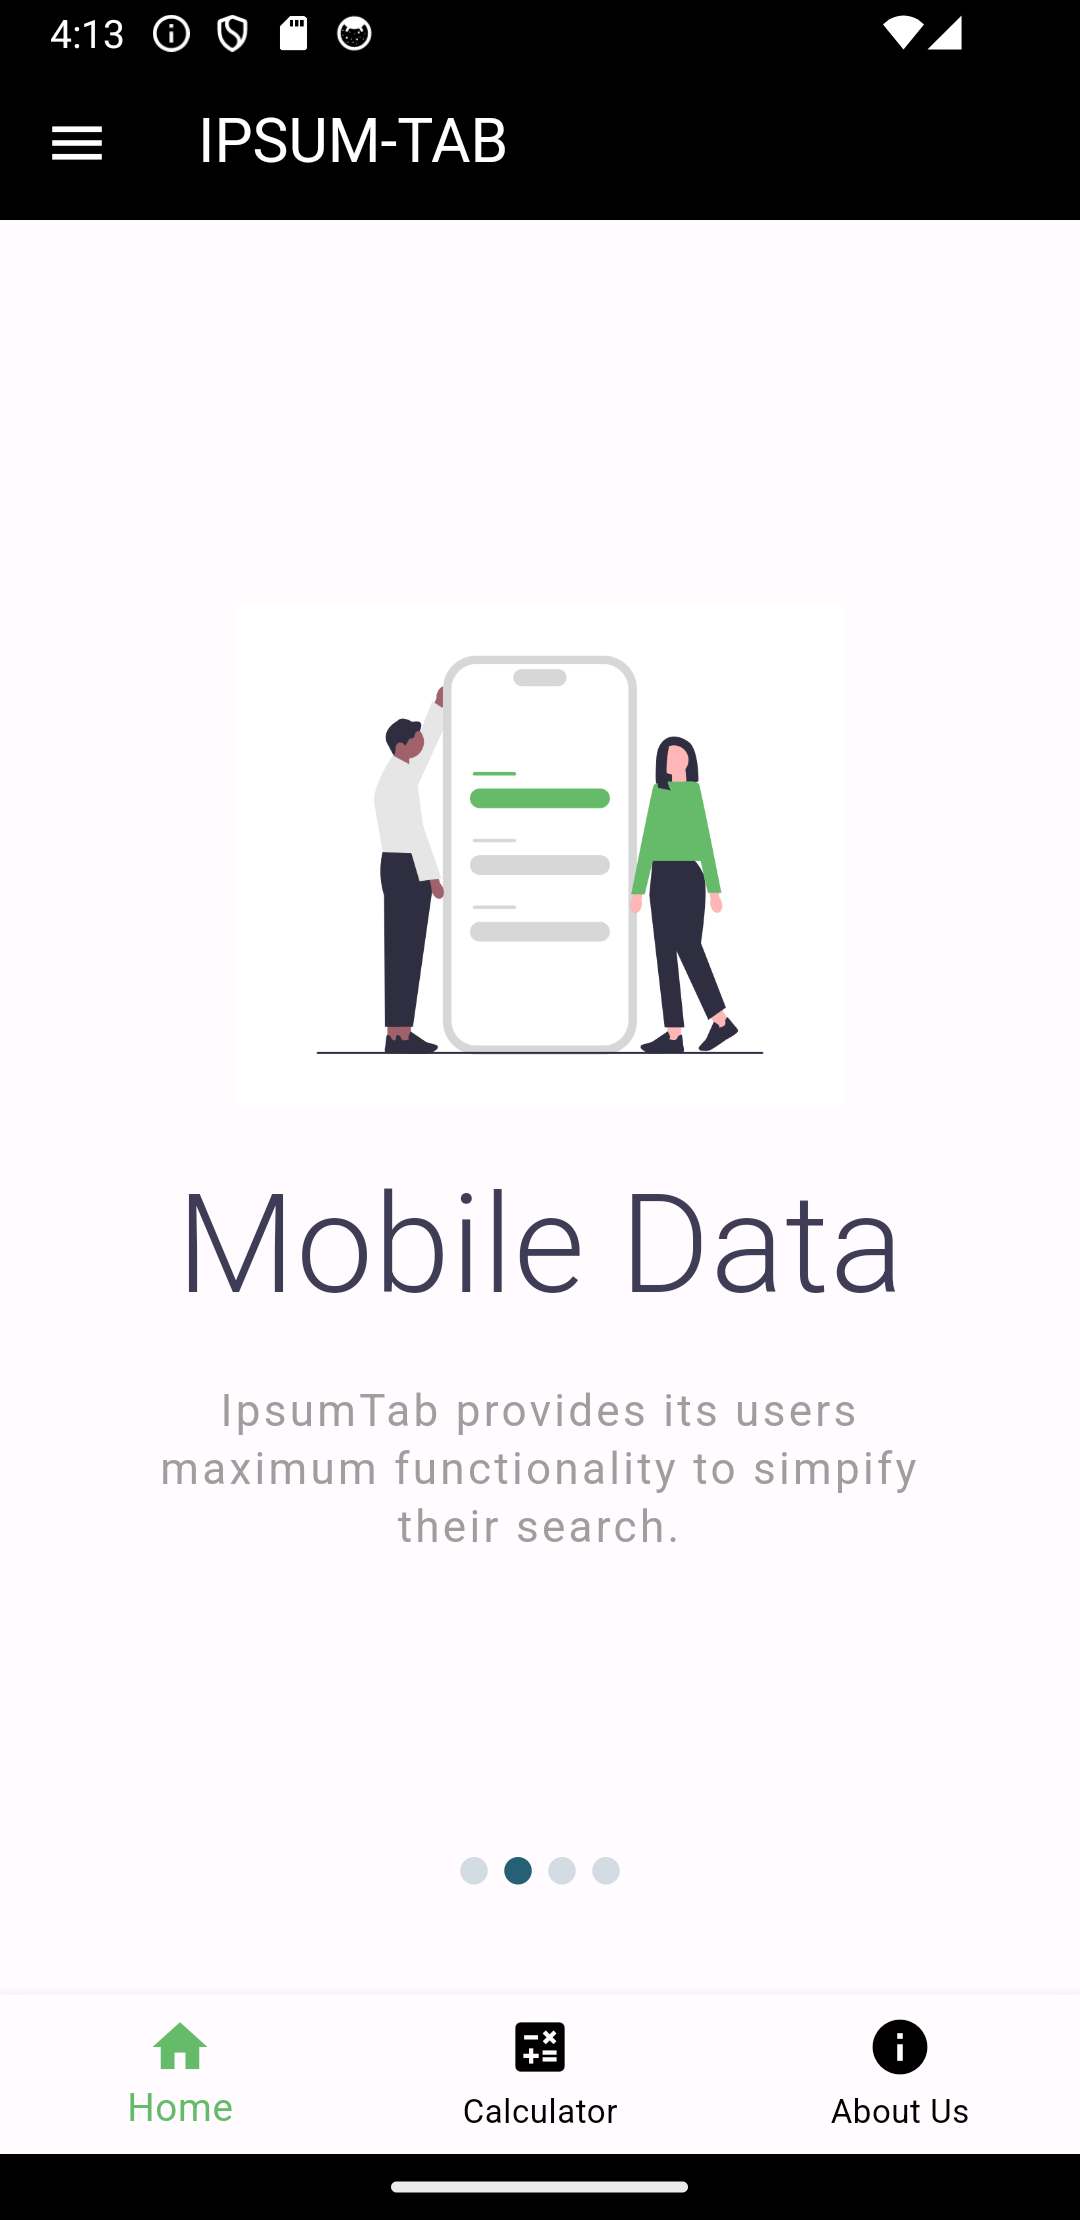 4:13
IPSUM-TAB
Mobile Data
IpsumTab provides its users
maximum functionality to simpify
their search.
Home
Calculator
About Us